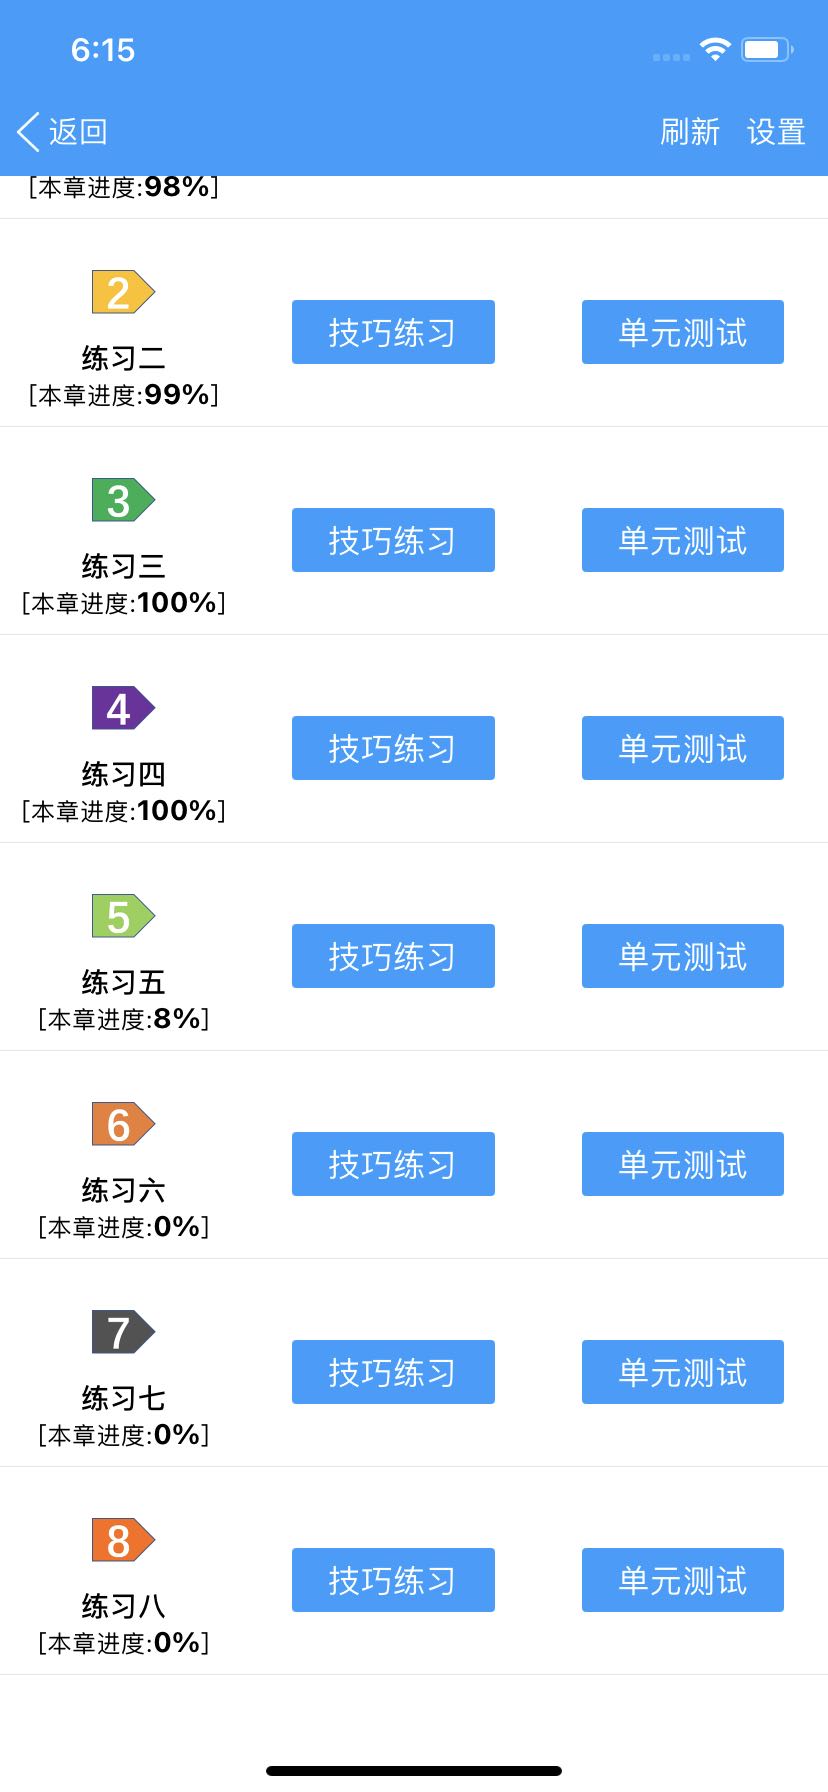 6:15
返回 刷新 设置
[本章进度:98%]
2
技巧练习 单元测试
练习二
[本章进度:99%]
3
技巧练习 单元测试
练习三
[本章进度:100%]
4
技巧练习 单元测试
练习四
[本章进度:100%]
5
技巧练习 单元测试
练习五
[本章进度:8%]
6
技巧练习 单元测试
练习六
[本章进度:0%]
7
技巧练习 单元测试
练习七
[本章进度:0%]
8
技巧练习 单元测试
练习八
[本章进度:0%]